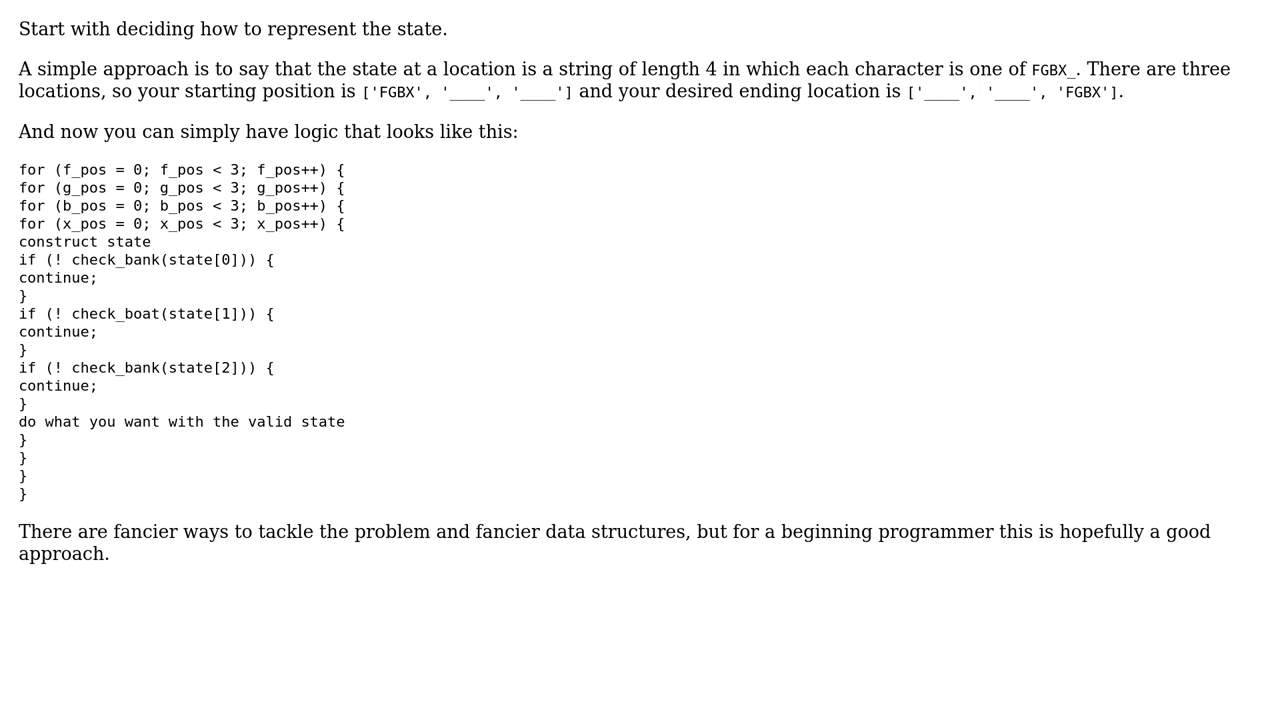 Start with deciding how to represent the state.
A simple approach is to say that the state at a location is a string of length 4 in which each character is one of FGBX_. There are three
locations, so your starting position is ['FGBX', '____', '____'] and your desired ending location is ['____', '____', 'FGBX'].
And now you can simply have logic that looks like this:
for (f_pos = 0; f_pos < 3; f_pos++) {
for (g_pos = 0; g_pos < 3; g_pos++) {
for (b_pos = 0; b_pos < 3; b_pos++) {
for (x_pos = 0; x_pos < 3; x_pos++) {
construct state
if (! check_bank(state[0])) {
continue;
}
if (! check_boat(state[1])) {
continue;
}
if (! check_bank(state[2])) {
continue;
}
do what you want with the valid state
}
}
}
}
There are fancier ways to tackle the problem and fancier data structures, but for a beginning programmer this is hopefully a good
approach.